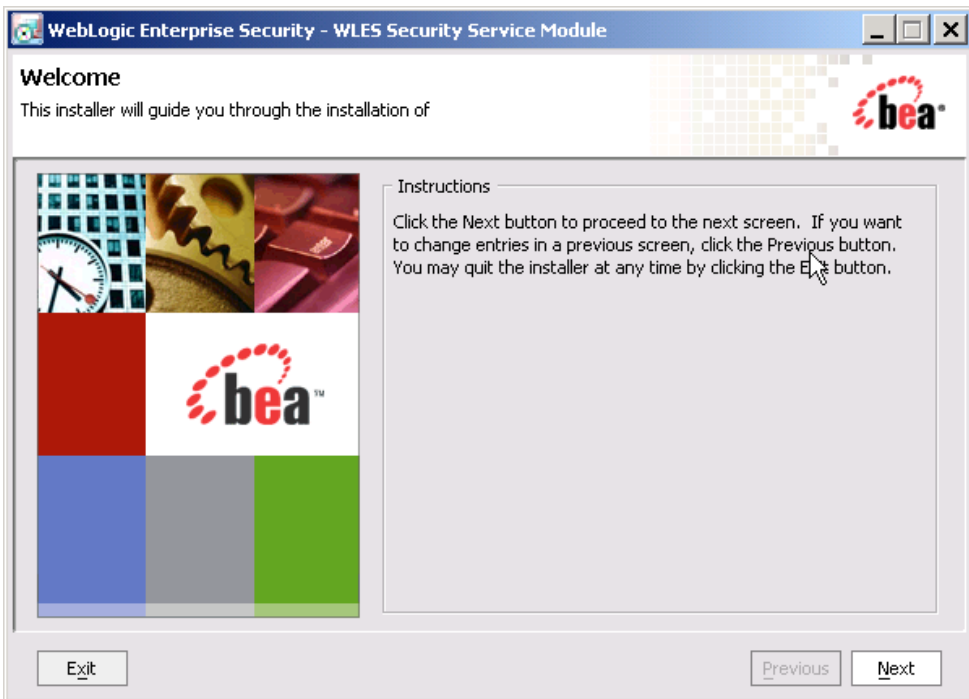 WebLogic Enterprise Security - WLES Security Service Module
Welcome
This installer will guide you through the installation of
bea
Instructions
Click the Next button to proceed to the next screen. If you want
to change entries in a previous screen, click the Previous button.
You may quit the installer at any time by clicking the Exit button.
enter
bea™
Exit
Previous
Next